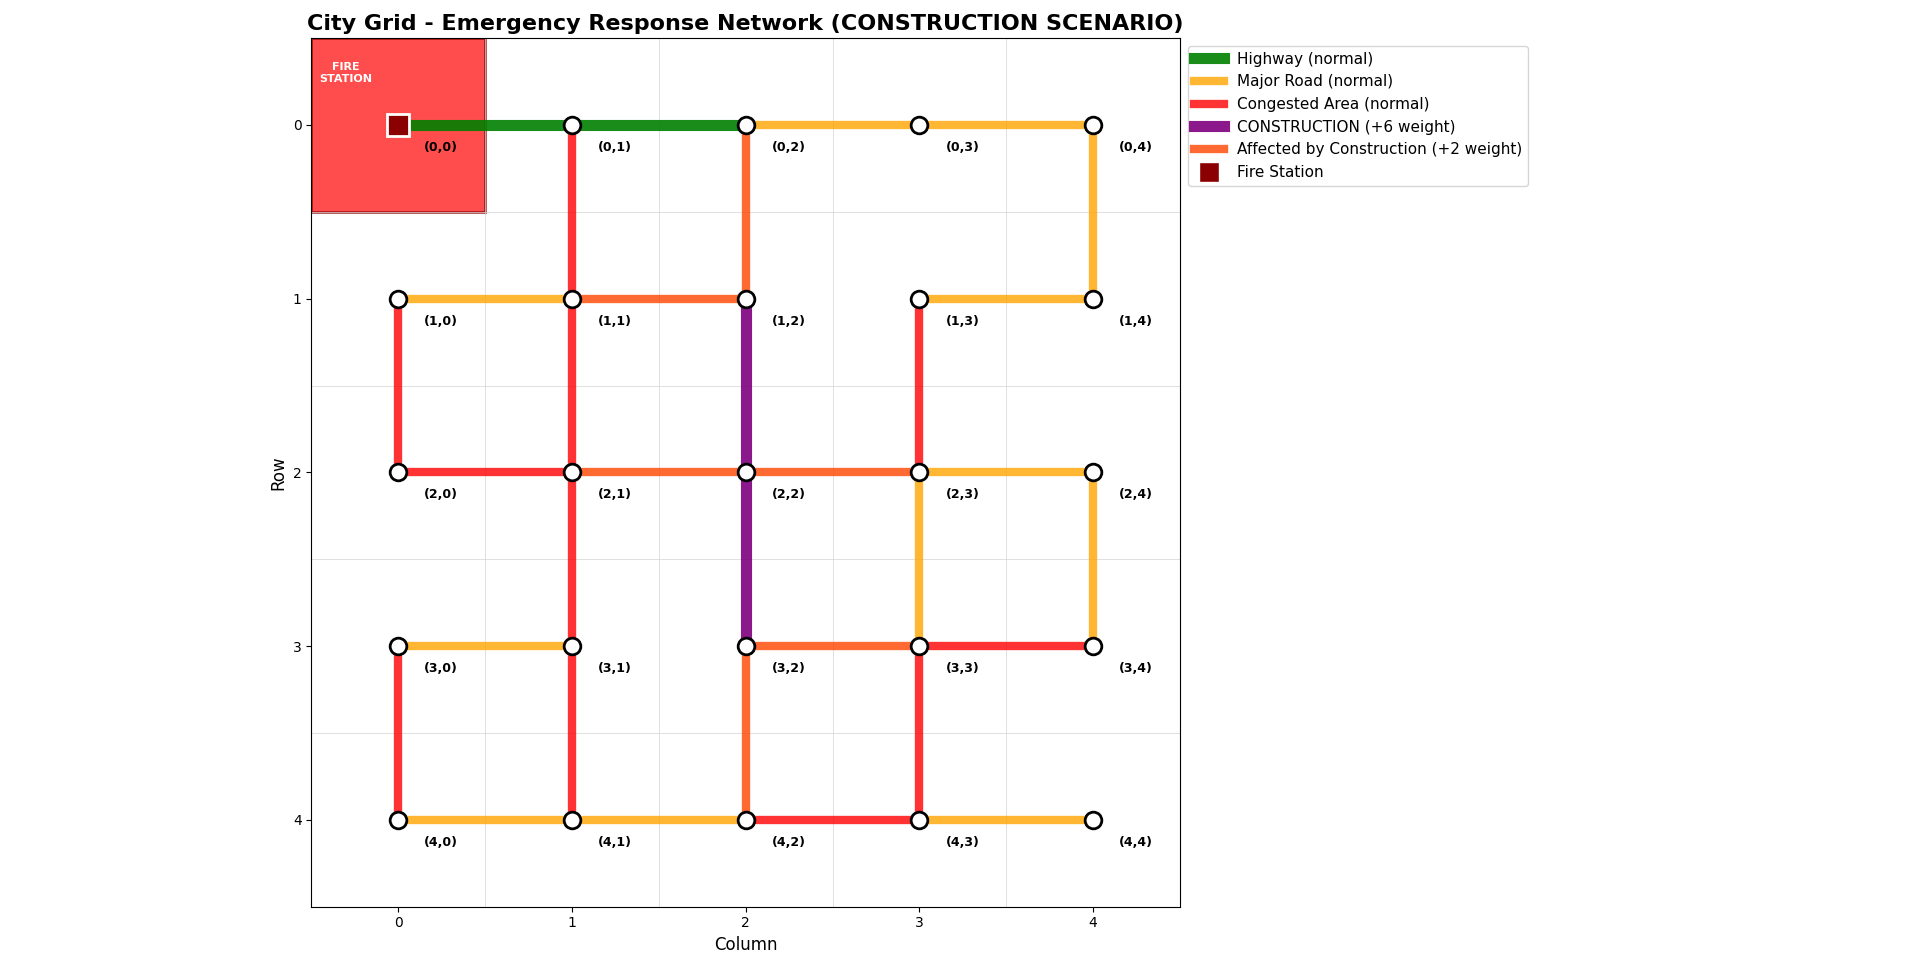 City Grid - Emergency Response Network (CONSTRUCTION SCENARIO)
FIRE
STATION
Highway (normal)
Major Road (normal)
Congested Area (normal)
CONSTRUCTION (+6 weight)
Affected by Construction (+2 weight)
Fire Station
0
(0,0) (0,1) (0,2) (0,3) (0,4)
1
(1,0) (1,1) (1,2) (1,3) (1,4)
Row
2
(2,0) (2,1) (2,2) (2,3) (2,4)
3
(3,0) (3,1) (3,2) (3,3) (3,4)
4
(4,0) (4,1) (4,2) (4,3) (4,4)
0 1 2 3 4
Column